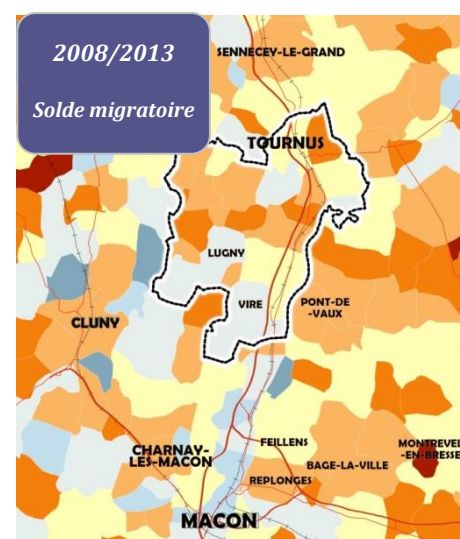 2008/2013
Solde migratoire
SENNECEY-LE-GRAND
TOURNUS
LUGNY
VIRE
PONT-DE
-VAUX
CLUNY
CHARNAY-
LES-MACON
FEILLENS
MONTREVEL
-EN-BRESSE
BAGE-LA-VILLE
REPLONGES
MACON